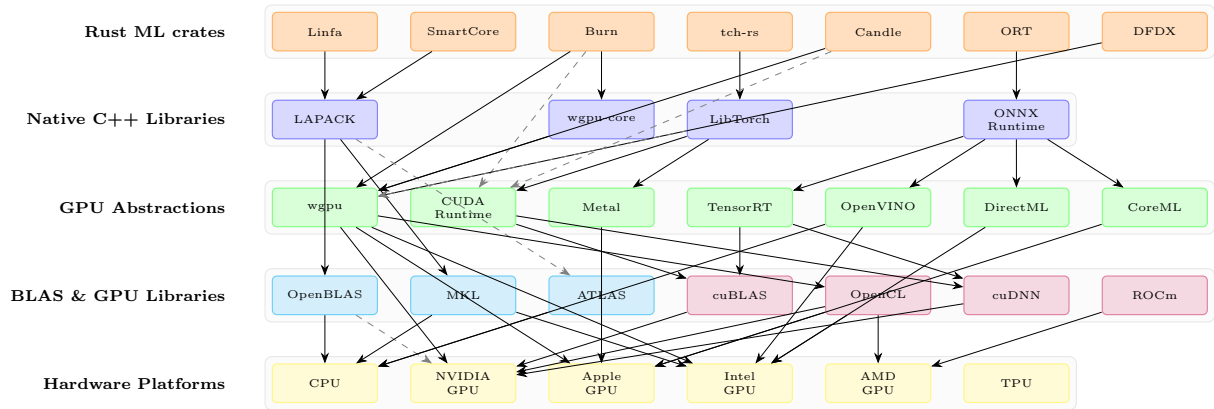 Rust ML crates
Linfa
SmartCore
Burn
tch-rs
Candle
ORT
DFDX
Native C++ Libraries
LAPACK
wgpu-core
LibTorch
ONNX
Runtime
GPU Abstractions
wgpu
CUDA
Runtime
Metal
TensorRT
OpenVINO
DirectML
CoreML
BLAS & GPU Libraries
OpenBLAS
MKL
ATLAS
cuBLAS
OpenCL
cuDNN
ROCm
Hardware Platforms
CPU
NVIDIA
GPU
Apple
GPU
Intel
GPU
AMD
GPU
TPU